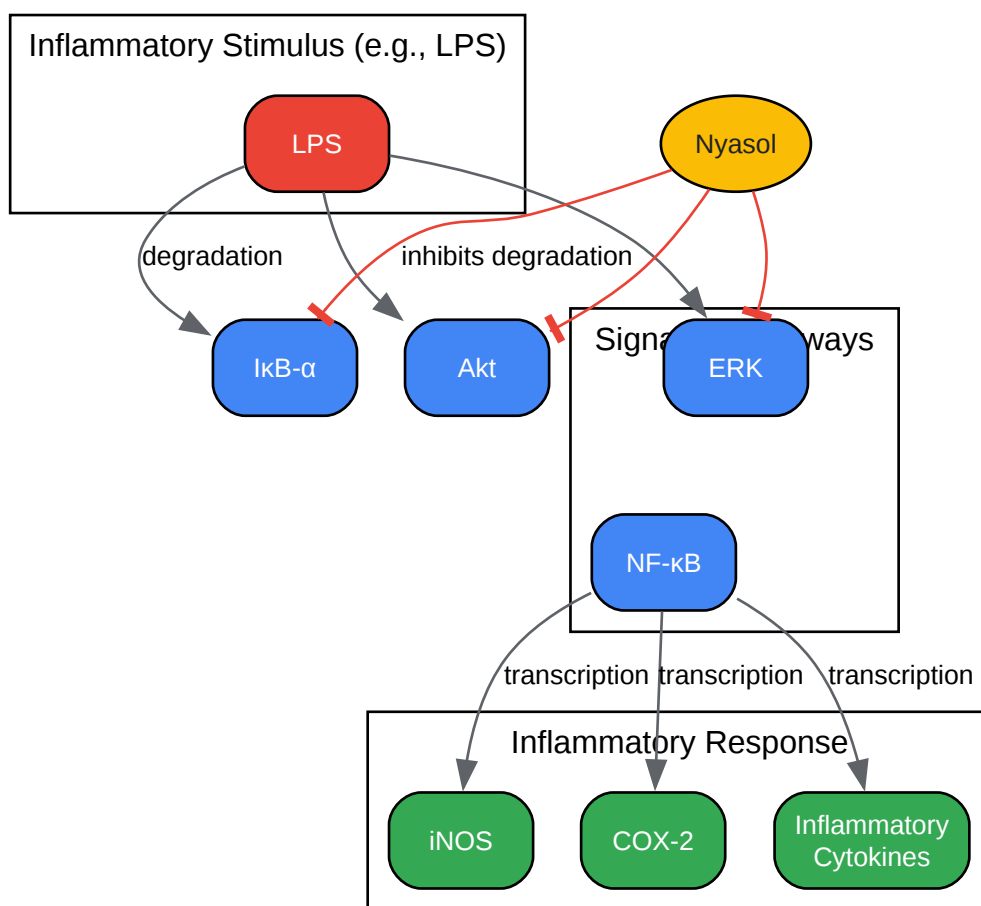 Inflammatory Stimulus (e.g., LPS)
LPS
Nyasol
degradation
inhibits degradation
IκB-α
Akt
ERK
NF-κB
transcription
transcription
transcription
Inflammatory Response
iNOS
COX-2
Inflammatory
Cytokines